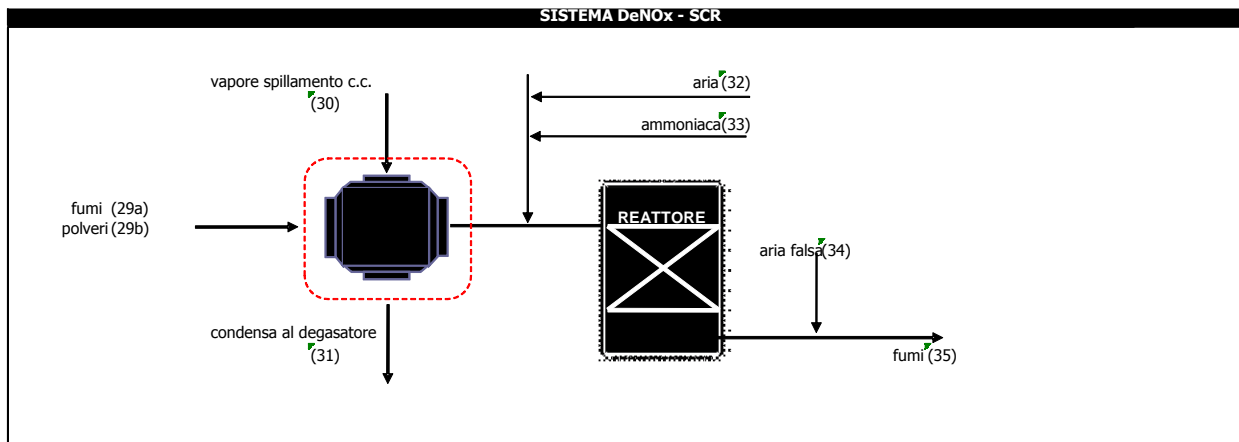 SISTEMA DeNOx - SCR
vapore spillamento c.c.
(30)
aria (32)
ammoniaca(33)
fumi (29a)
polveri (29b)
REATTORE
aria falsa(34)
condensa al degasatore
(31)
fumi (35)